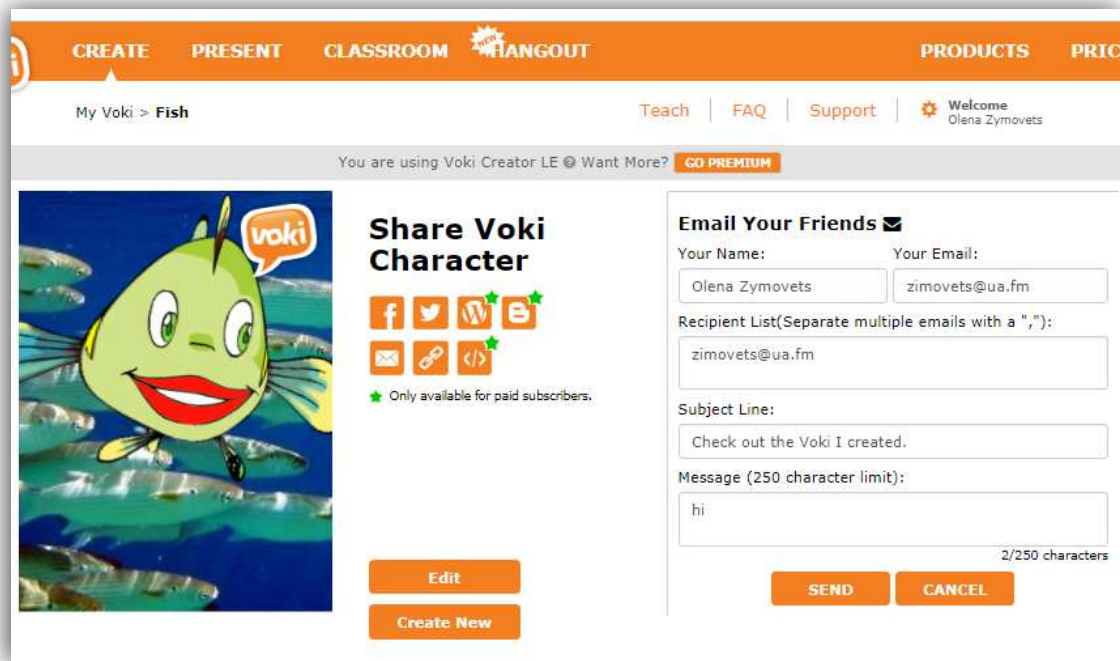 CREATE PRESENT CLASSROOM NEW HANGOUT PRODUCTS PRIC
My Voki > Fish
Teach | FAQ | Support | Welcome
Olena Zymovets
You are using Voki Creator LE Want More? GO PREMIUM
voki
Share Voki
Character
Only available for paid subscribers.
Edit
Create New
Email Your Friends
Your Name: Your Email:
Olena Zymovets zimovets@ua.fm
Recipient List(Separate multiple emails with a ","):
zimovets@ua.fm
Subject Line:
Check out the Voki I created.
Message (250 character limit):
hi
2/250 characters
SEND CANCEL